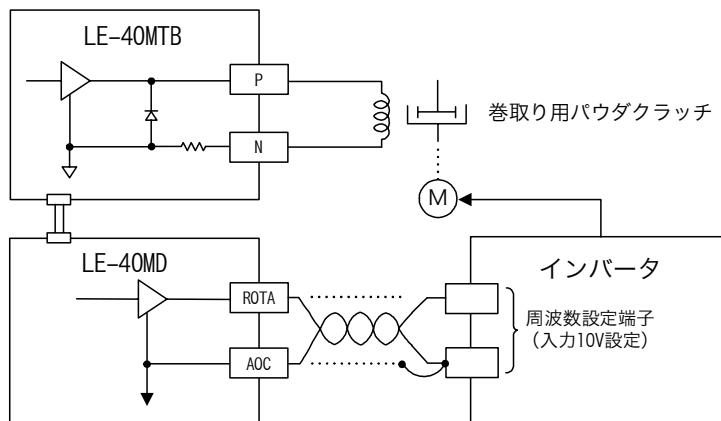 LE-40MTB
P
N
巻取り用パウダクラッチ
M
LE-40MD
ROTA
AOC
インバータ
周波数設定端子
(入力10V設定)